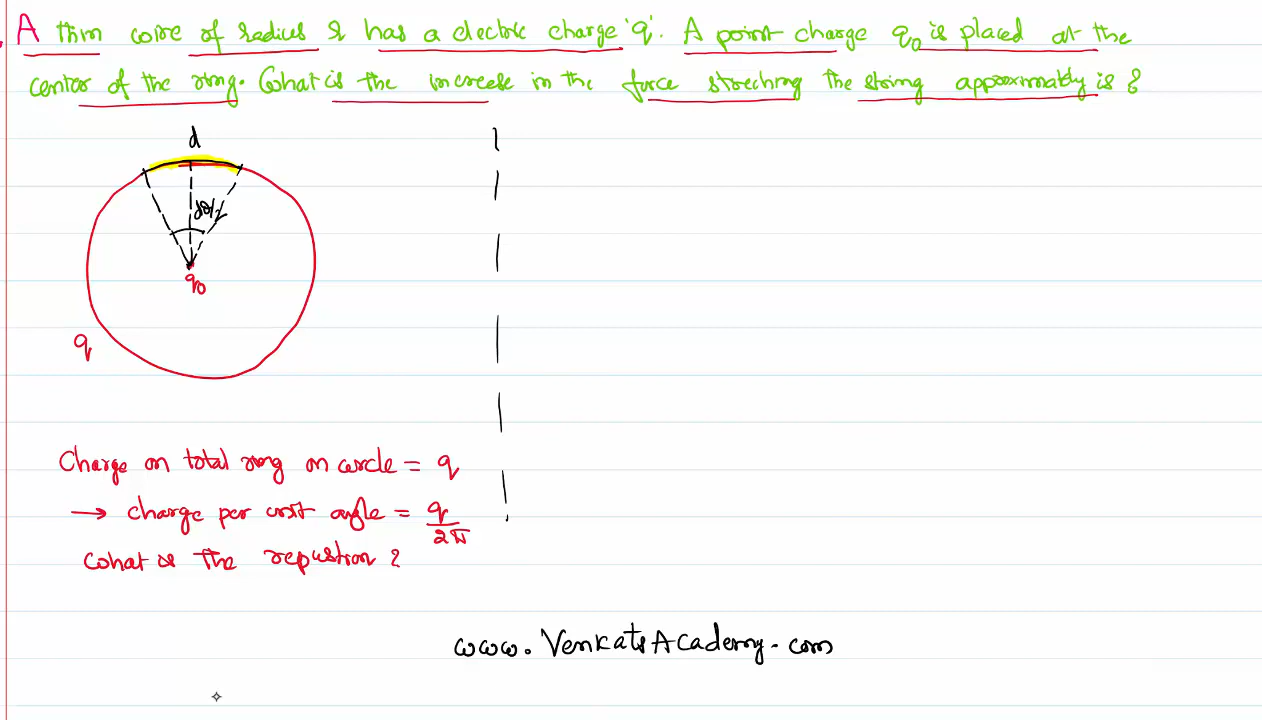 A thin wire of radius r has a electric charge 'q'. A point charge q₀ is placed at the
center of the ring. What is the increase in the force streching the string approximately is ?
d
dθ/2
q₀
q
Charge on total ring on circle = q
→ charge per unit angle = q/2π
What is the repulsion ?
www.VenkatsAcademy.com